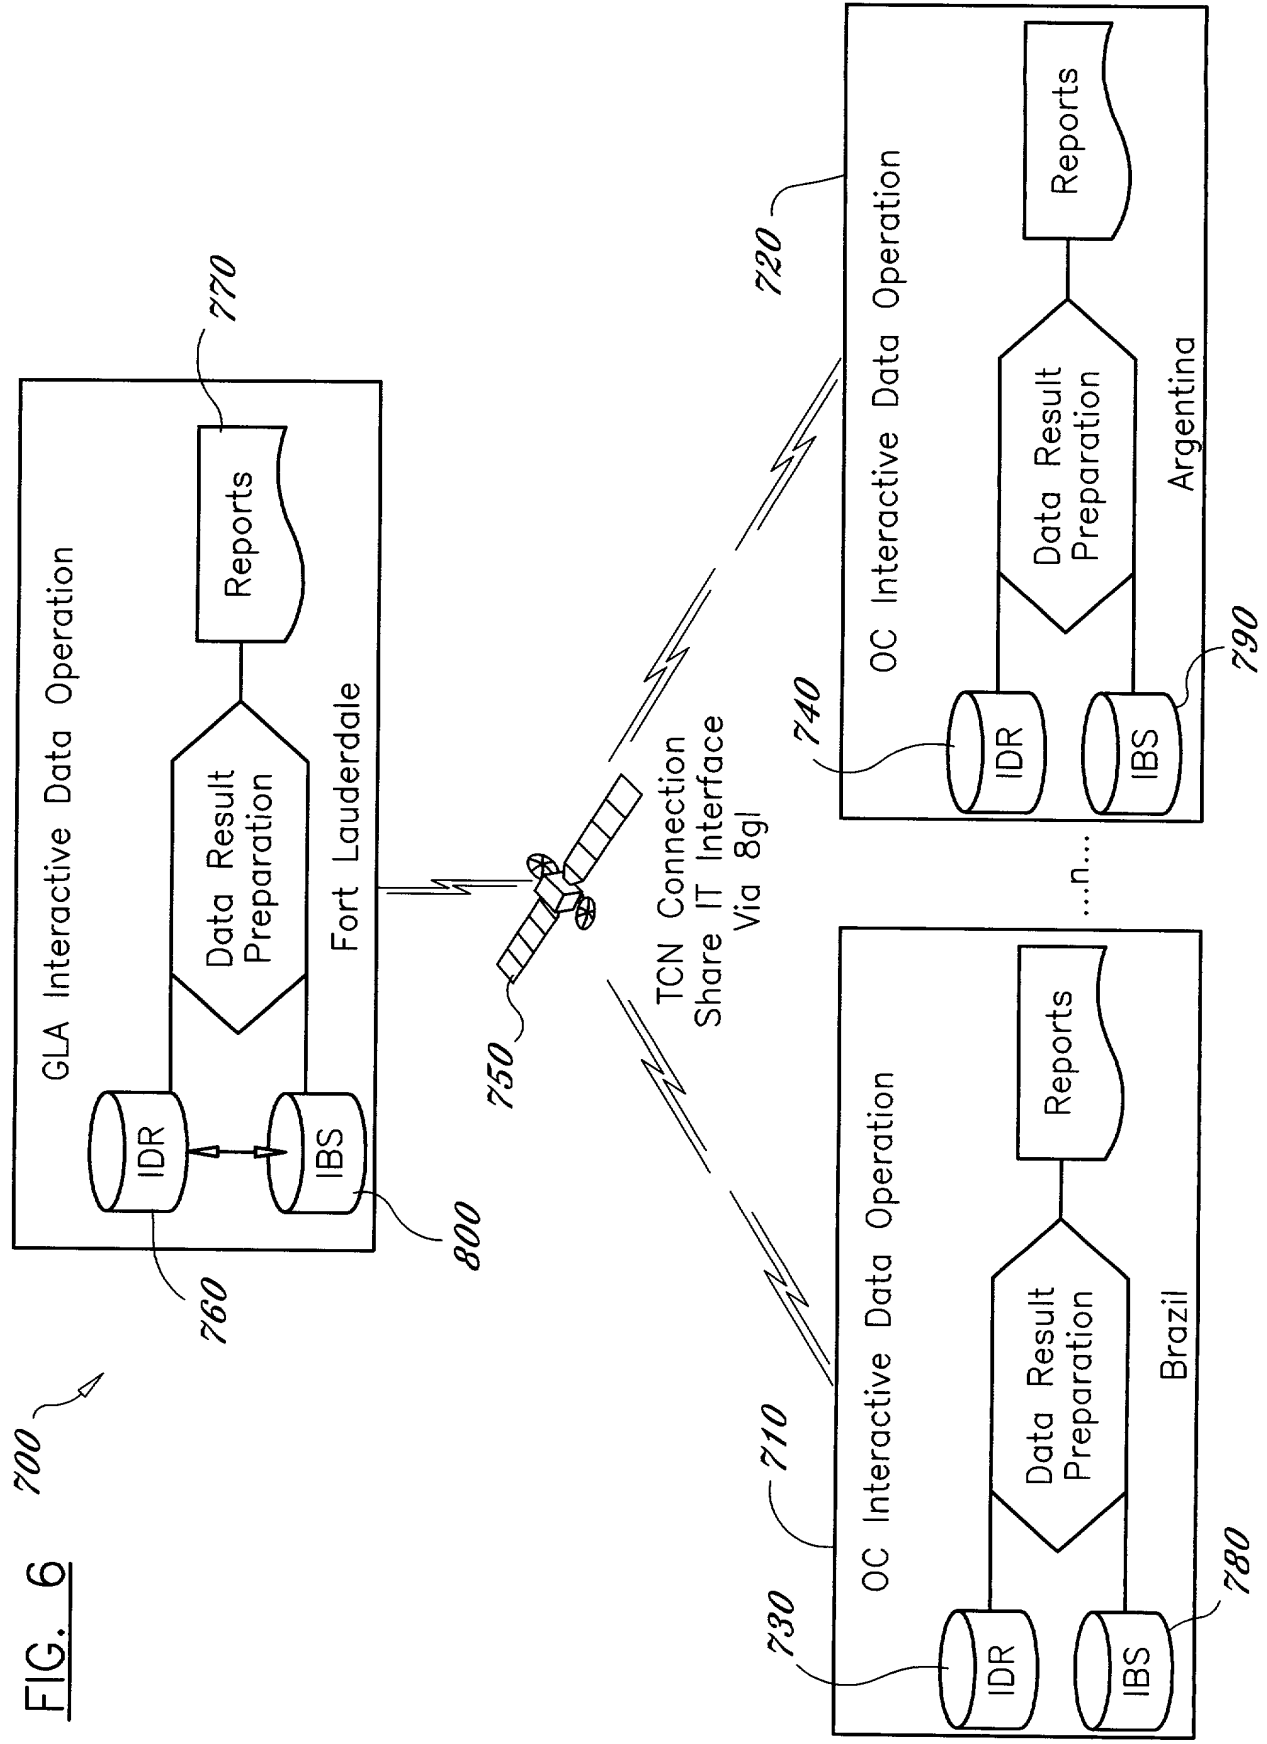 FIG. 6
700
GLA Interactive Data Operation
760
IDR
IBS
800
Data Result
Preparation
Reports
770
Fort Lauderdale
750
TCN Connection
Share IT Interface
Via 8gl
710
OC Interactive Data Operation
730
IDR
IBS
780
Data Result
Preparation
Reports
Brazil
....n....
720
OC Interactive Data Operation
740
IDR
IBS
790
Data Result
Preparation
Reports
Argentina